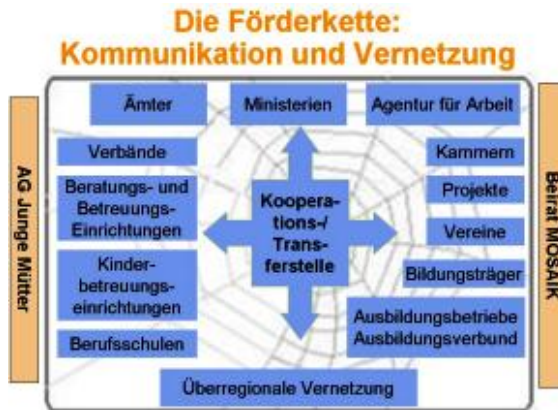 Die Förderkette:
Kommunikation und Vernetzung
Ämter
Ministerien
Agentur für Arbeit
AG Junge Mütter
Verbände
Beratungs- und
Betreuungs-
Einrichtungen
Kinder-
betreuungs-
einrichtungen
Berufsschulen
Koopera-
tions-/
Trans-
ferstelle
Kammern
Projekte
Vereine
Bildungsträger
Ausbildungsbetriebe
Ausbildungsverbund
Beirat MOSAIK
Überregionale Vernetzung